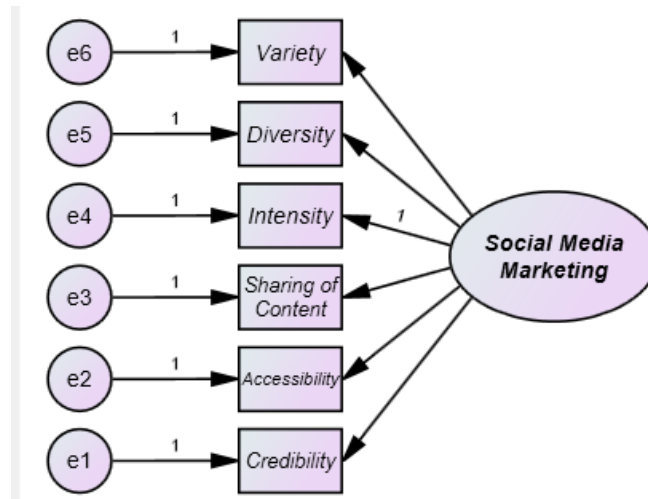 e6
1
Variety
e5
1
Diversity
e4
1
Intensity
1
e3
1
Sharing of
Content
e2
1
Accessibility
e1
1
Credibility
Social Media
Marketing